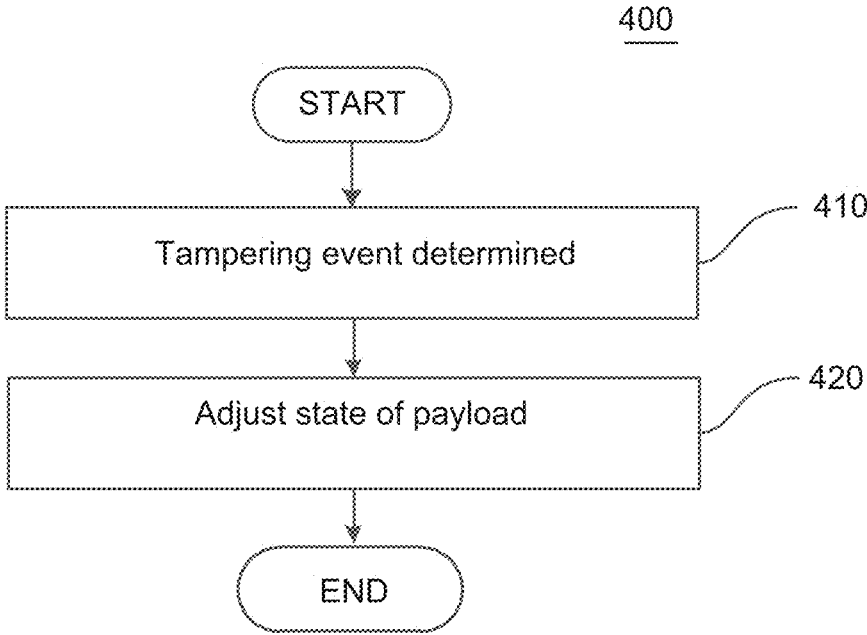 400
START
410
Tampering event determined
420
Adjust state of payload
END